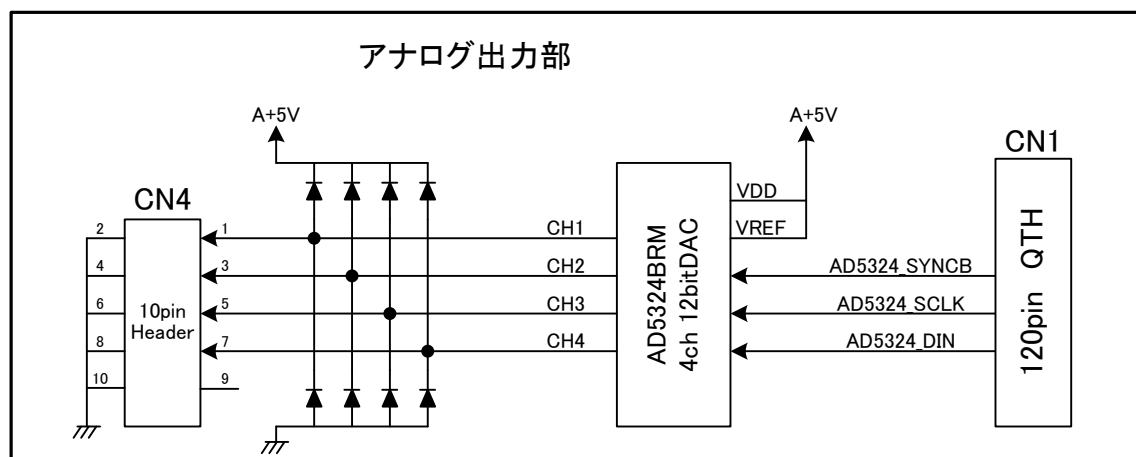 アナログ出力部
A+5V
A+5V
CN1
CN4
VDD
VREF
2
1
CH1
4
3
CH2
AD5324_SYNCB
6
5
CH3
AD5324_SCLK
8
7
CH4
AD5324_DIN
10
9
10pin
Header
AD5324BRM
4ch 12bitDAC
120pin QTH